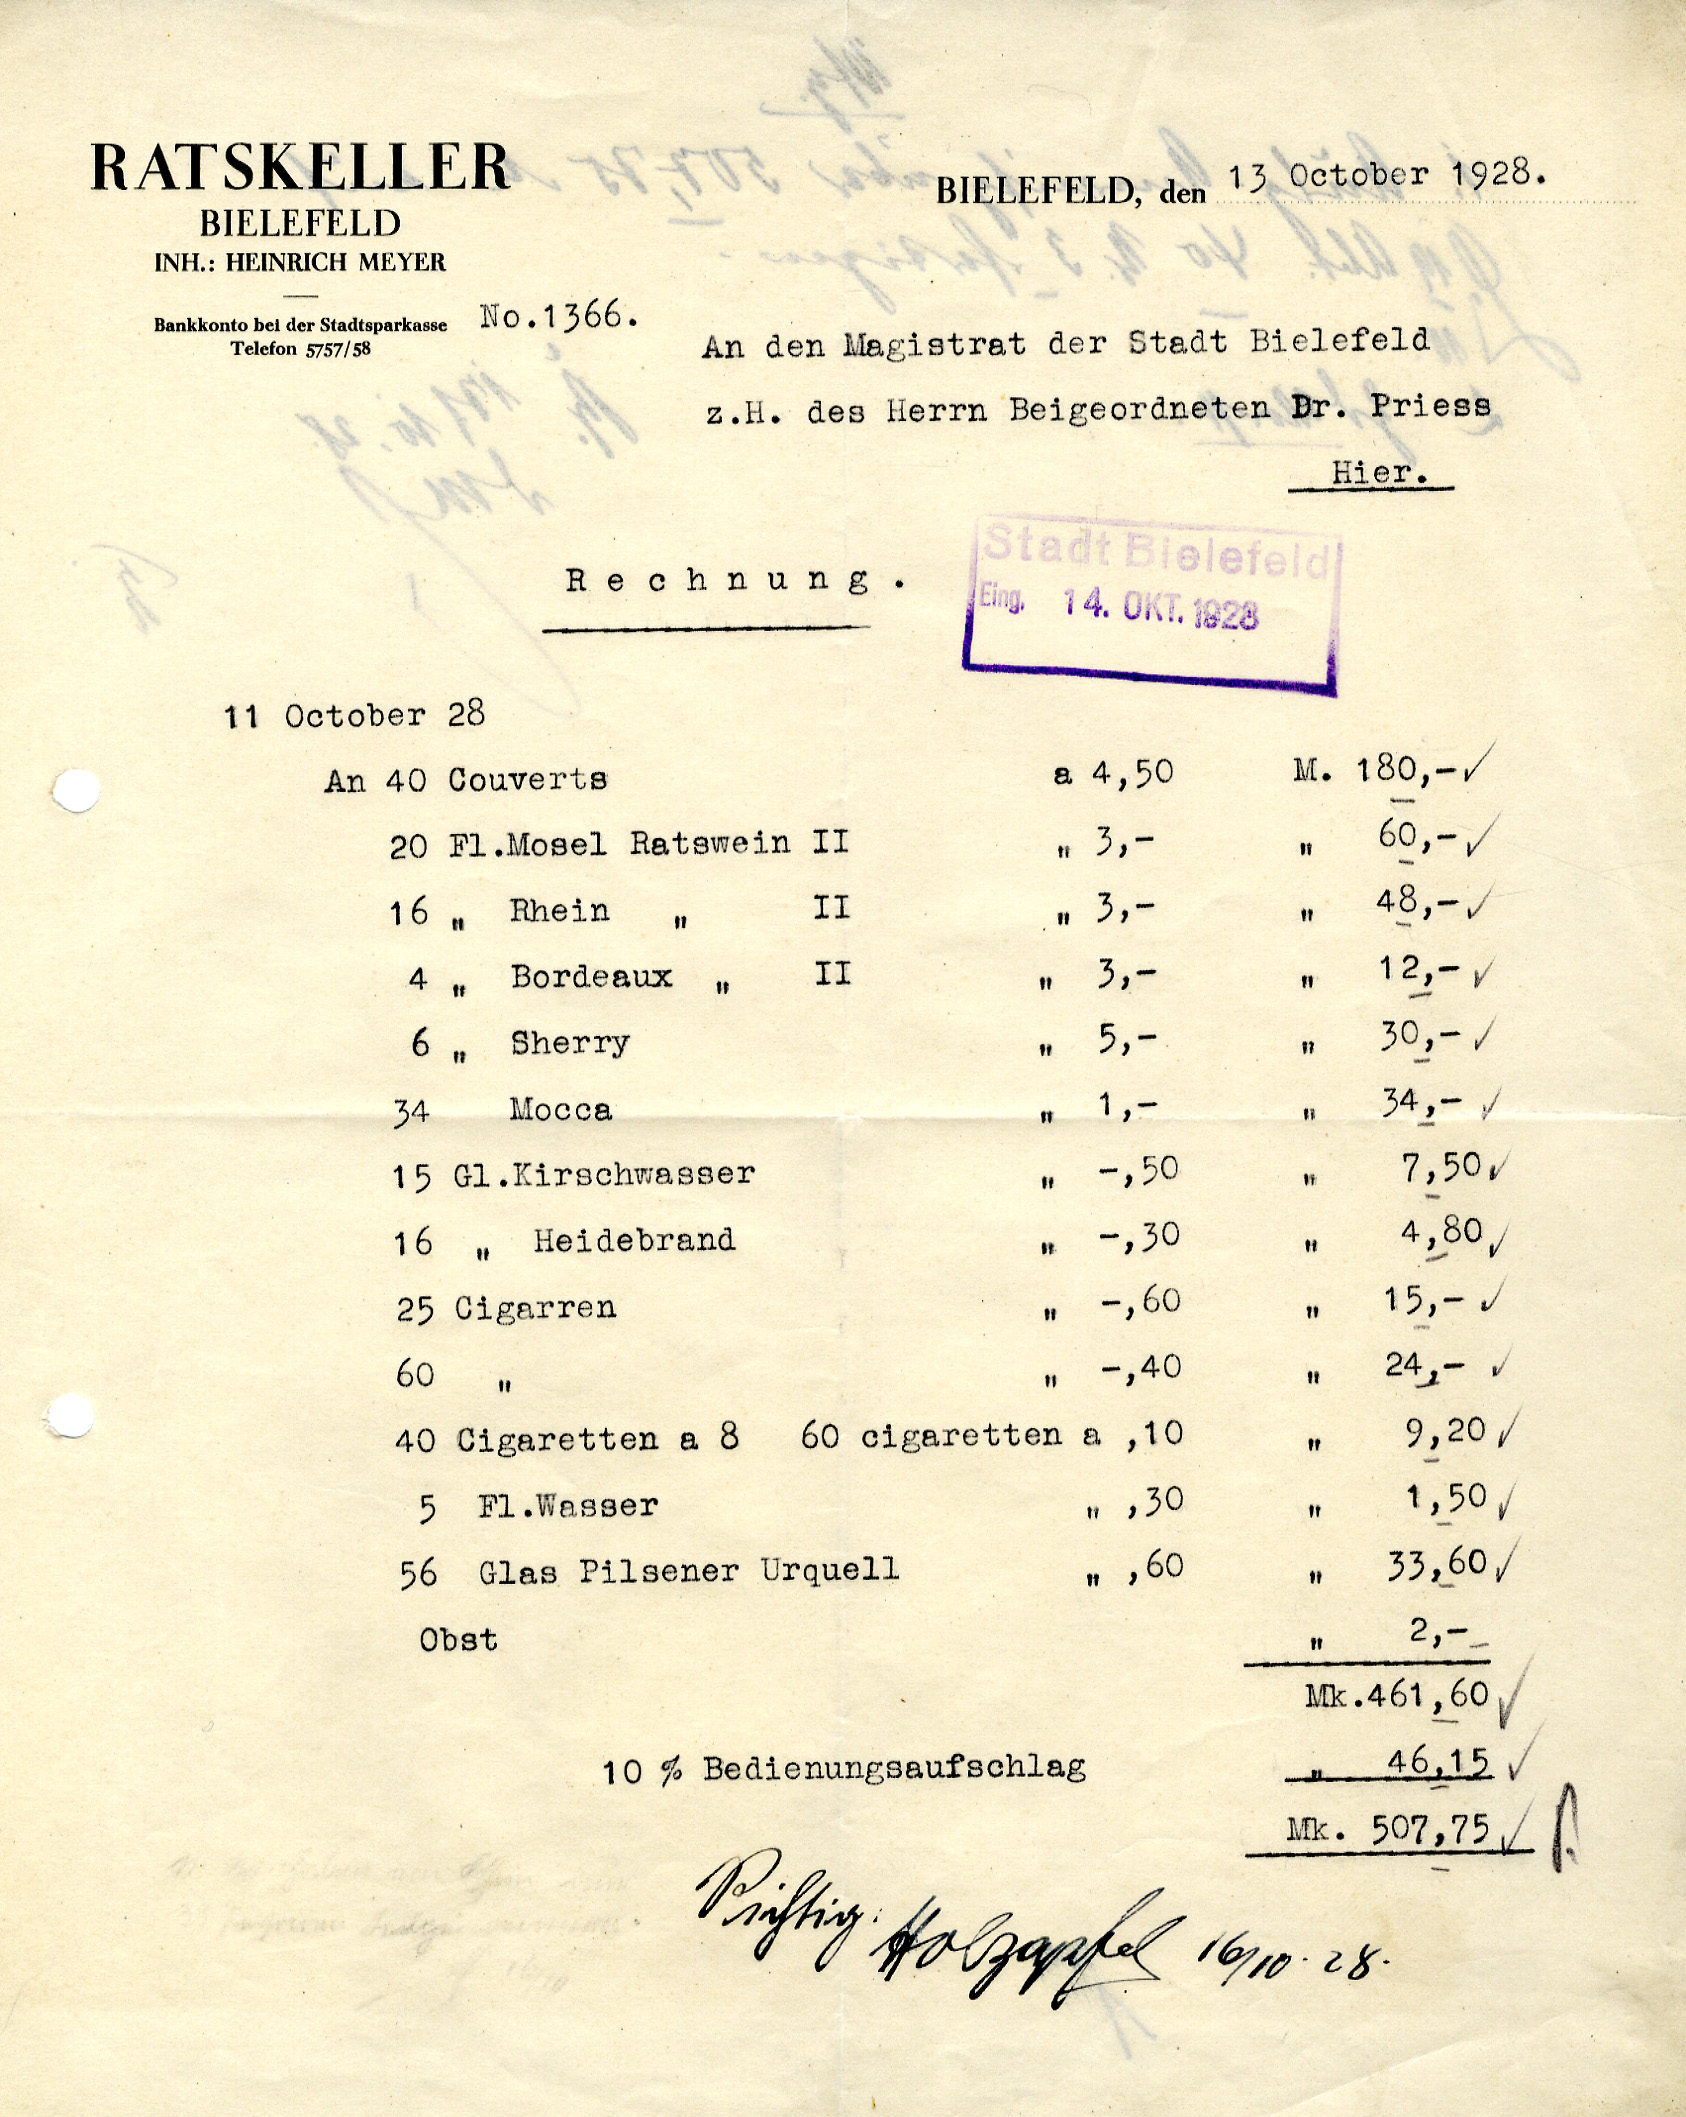 RATSKELLER
BIELEFELD
INH.: HEINRICH MEYER
Bankkonto bei der Stadtsparkasse
Telefon 5757/58
No.1366.
BIELEFELD, den 13 October 1928.
An den Magistrat der Stadt Bielefeld
z.H. des Herrn Beigeordneten Dr. Priess
Hier.
Rechnung.
Stadt Bielefeld
Eing. 14. OKT. 1928
11 October 28
An 40 Couverts a 4,50 M. 180,-
20 Fl.Mosel Ratswein II „ 3,- " 60,-
16 „ Rhein „ II „ 3,- " 48,-
4 „ Bordeaux „ II " 3,- " 12,-
6 „ Sherry " 5,- " 30,-
34 Mocca " 1,- " 34,-
15 Gl.Kirschwasser " -,50 " 7,50
16 „ Heidebrand " -,30 " 4,80
25 Cigarren " -,60 " 15,-
60 " " -,40 " 24,-
40 Cigaretten a 8 60 cigaretten a ,10 " 9,20
5 Fl.Wasser " ,30 " 1,50
56 Glas Pilsener Urquell " ,60 " 33,60
Obst " 2,-
Mk.461,60
10 % Bedienungsaufschlag " 46,15
Mk. 507,75
Richtig:
Holzapfel 16/10.28.